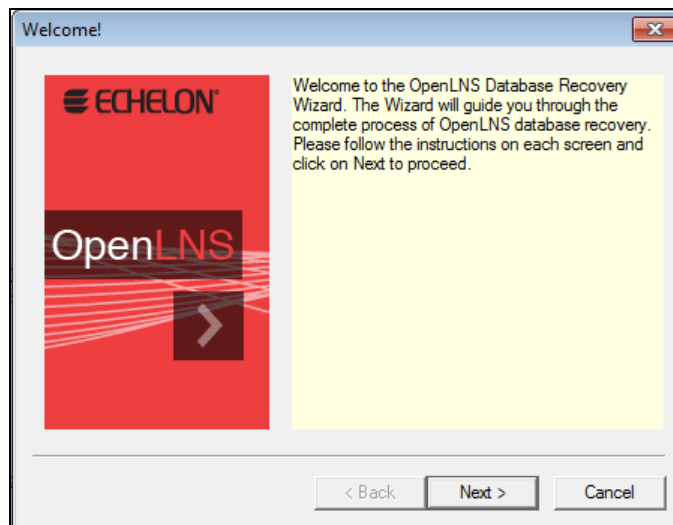 Welcome!
ECHELON
OpenLNS
Welcome to the OpenLNS Database Recovery
Wizard. The Wizard will guide you through the
complete process of OpenLNS database recovery.
Please follow the instructions on each screen and
click on Next to proceed.
< Back
Next >
Cancel